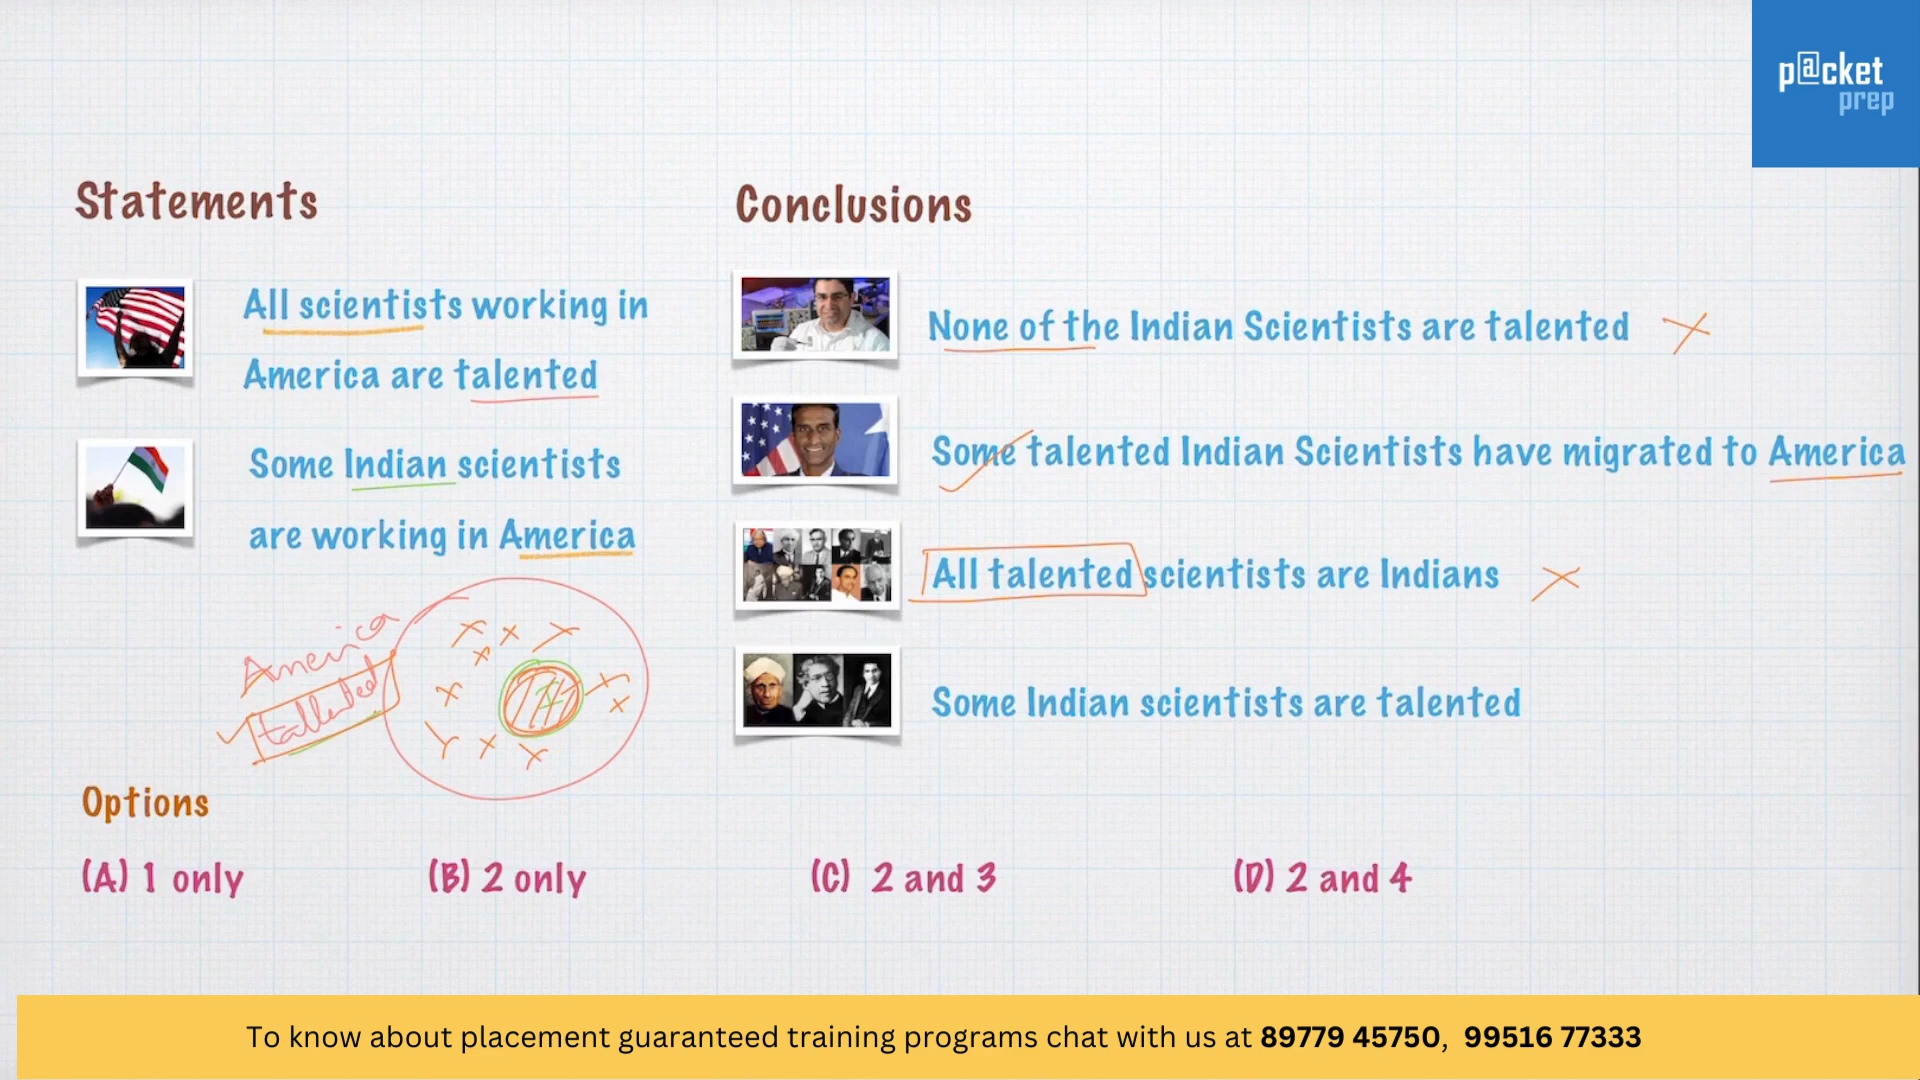 p@cket
prep
Statements
Conclusions
All scientists working in
America are talented
Some Indian scientists
are working in America
None of the Indian Scientists are talented
Some talented Indian Scientists have migrated to America
All talented scientists are Indians
Some Indian scientists are talented
America
Options
(A) 1 only
(B) 2 only
(C) 2 and 3
(D) 2 and 4
To know about placement guaranteed training programs chat with us at 89779 45750, 99516 77333